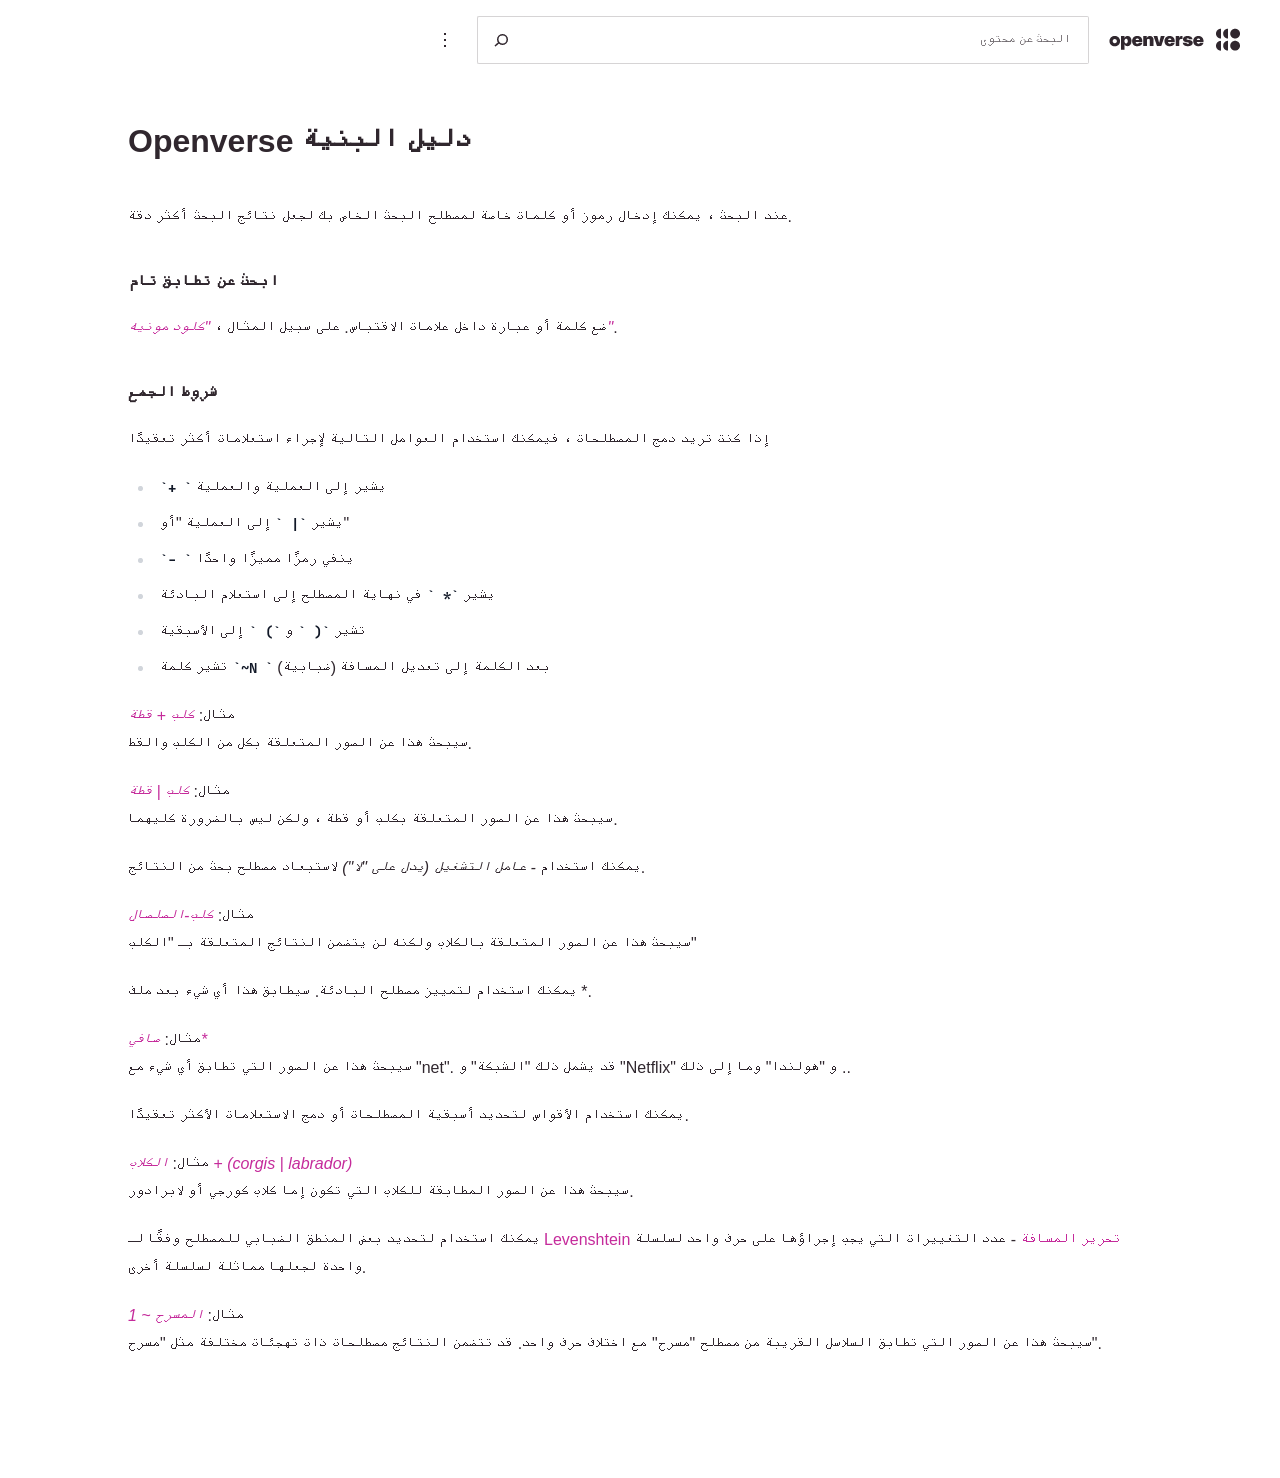 openverse
البحث عن محتوى
دليل البنية Openverse
عند البحث ، يمكنك إدخال رموز أو كلمات خاصة لمصطلح البحث الخاص بك لجعل نتائج البحث أكثر دقة.
ابحث عن تطابق تام
ضع كلمة أو عبارة داخل علامات الاقتباس. على سبيل المثال ، "كلود مونيه".
شروط الجمع
إذا كنت تريد دمج المصطلحات ، فيمكنك استخدام العوامل التالية لإجراء استعلامات أكثر تعقيدًا
يشير إلى العملية والعملية ` +`
يشير `| ` إلى العملية "أو"
ينفي رمزًا مميزًا واحدًا ` -`
يشير `* ` في نهاية المصطلح إلى استعلام البادئة
تشير `( ` و `) ` إلى الأسبقية
بعد الكلمة إلى تعديل المسافة (ضبابية) ` ~N` تشير كلمة
مثال: كلب + قطة
سيبحث هذا عن الصور المتعلقة بكل من الكلب والقط.
مثال: كلب | قطة
سيبحث هذا عن الصور المتعلقة بكلب أو قطة ، ولكن ليس بالضرورة كليهما.
يمكنك استخدام - عامل التشغيل (يدل على "لا") لاستبعاد مصطلح بحث من النتائج.
مثال: كلب-الصلصال
سيبحث هذا عن الصور المتعلقة بالكلاب ولكنه لن يتضمن النتائج المتعلقة بـ "الكلب"
يمكنك استخدام لتمييز مصطلح البادئة. سيطابق هذا أي شيء بعد ملف *.
مثال: صافي*
سيبحث هذا عن الصور التي تطابق أي شيء مع "net". قد يشمل ذلك "الشبكة" و "Netflix" و "هولندا" وما إلى ذلك ..
يمكنك استخدام الأقواس لتحديد أسبقية المصطلحات أو دمج الاستعلامات الأكثر تعقيدًا.
مثال: الكلاب + (corgis | labrador)
سيبحث هذا عن الصور المطابقة للكلاب التي تكون إما كلاب كورجي أو لابرادور.
يمكنك استخدام لتحديد بعض المنطق الضبابي للمصطلح وفقًا لـ Levenshtein تحرير المسافة - عدد التغييرات التي يجب إجراؤها على حرف واحد لسلسلة
واحدة لجعلها مماثلة لسلسلة أخرى.
مثال: المسرح ~ 1
سيبحث هذا عن الصور التي تطابق السلاسل القريبة من مصطلح "مسرح" مع اختلاف حرف واحد. قد تتضمن النتائج مصطلحات ذات تهجئات مختلفة مثل "مسرح".